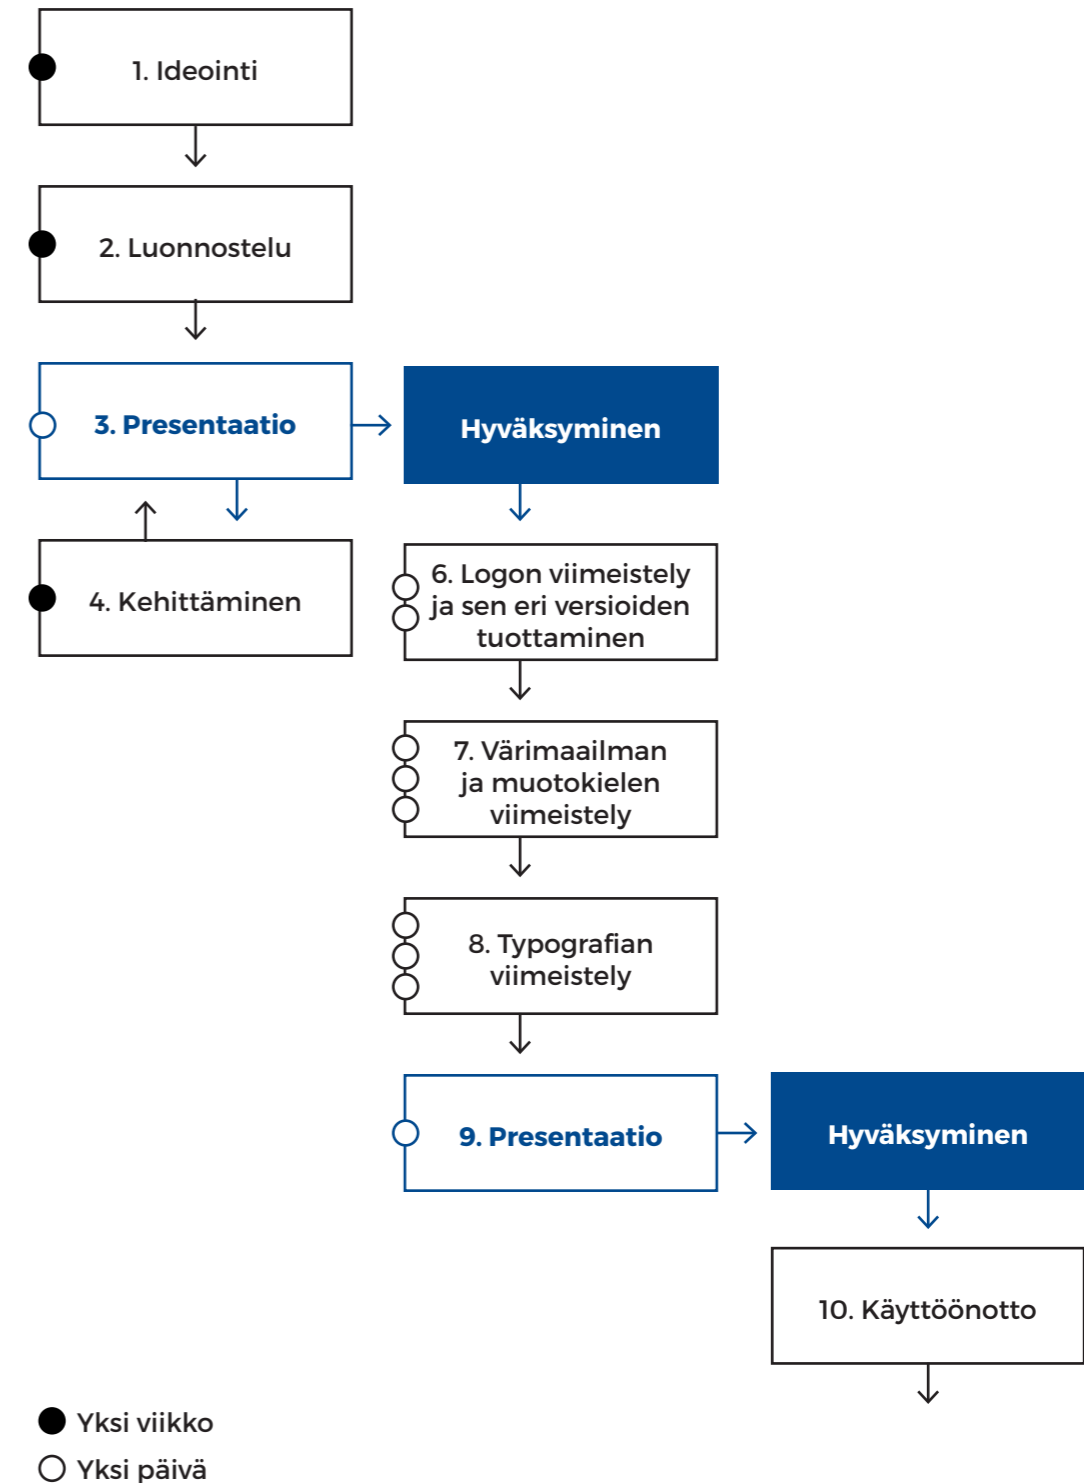 1. Ideointi
2. Luonnostelu
3. Presentaatio
Hyväksyminen
4. Kehittäminen
6. Logon viimeistely
ja sen eri versioiden
tuottaminen
7. Värimaailman
ja muotokielen
viimeistely
8. Typografian
viimeistely
9. Presentaatio
Hyväksyminen
10. Käyttöönotto
Yksi viikko
Yksi päivä